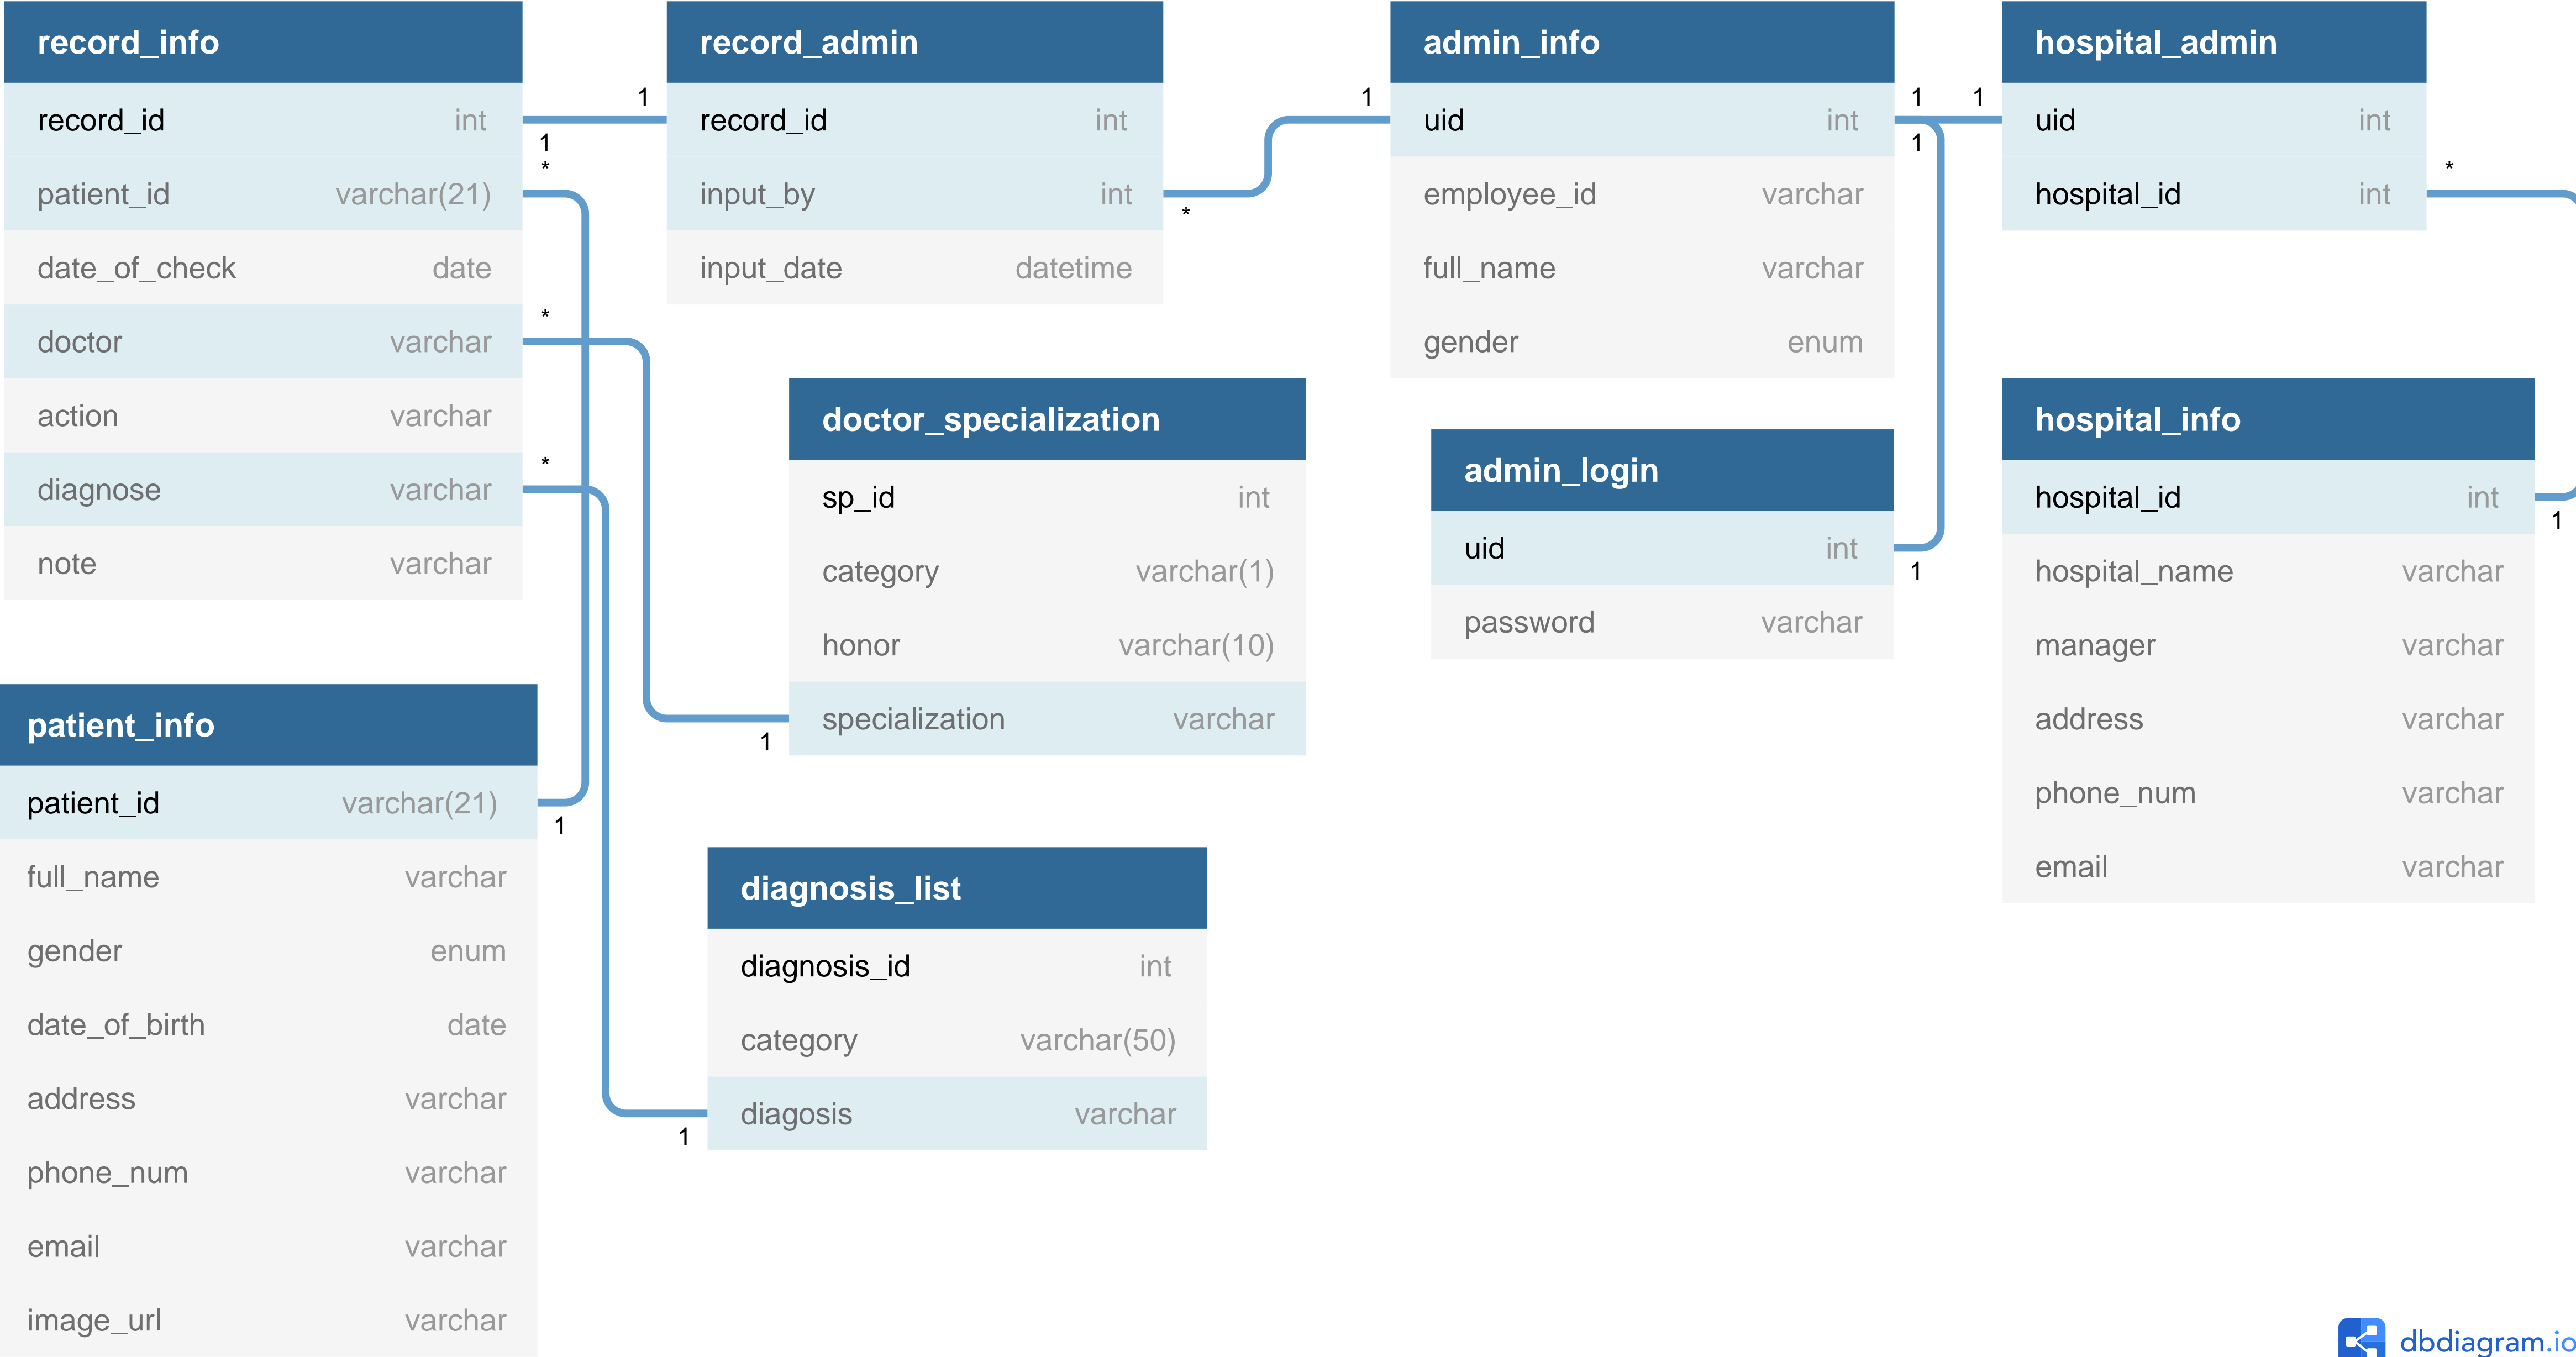 record_info
record_id int
patient_id varchar(21)
date_of_check date
doctor varchar
action varchar
diagnose varchar
note varchar
1
1
*
*
*
record_admin
record_id int
input_by int
input_date datetime
*
1
admin_info
uid int
employee_id varchar
full_name varchar
gender enum
1
1
1
hospital_admin
uid int
hospital_id int
*
doctor_specialization
sp_id int
category varchar(1)
honor varchar(10)
specialization varchar
1
admin_login
uid int
password varchar
1
hospital_info
hospital_id int
hospital_name varchar
manager varchar
address varchar
phone_num varchar
email varchar
1
patient_info
patient_id varchar(21)
full_name varchar
gender enum
date_of_birth date
address varchar
phone_num varchar
email varchar
image_url varchar
1
diagnosis_list
diagnosis_id int
category varchar(50)
diagosis varchar
1
dbdiagram.io